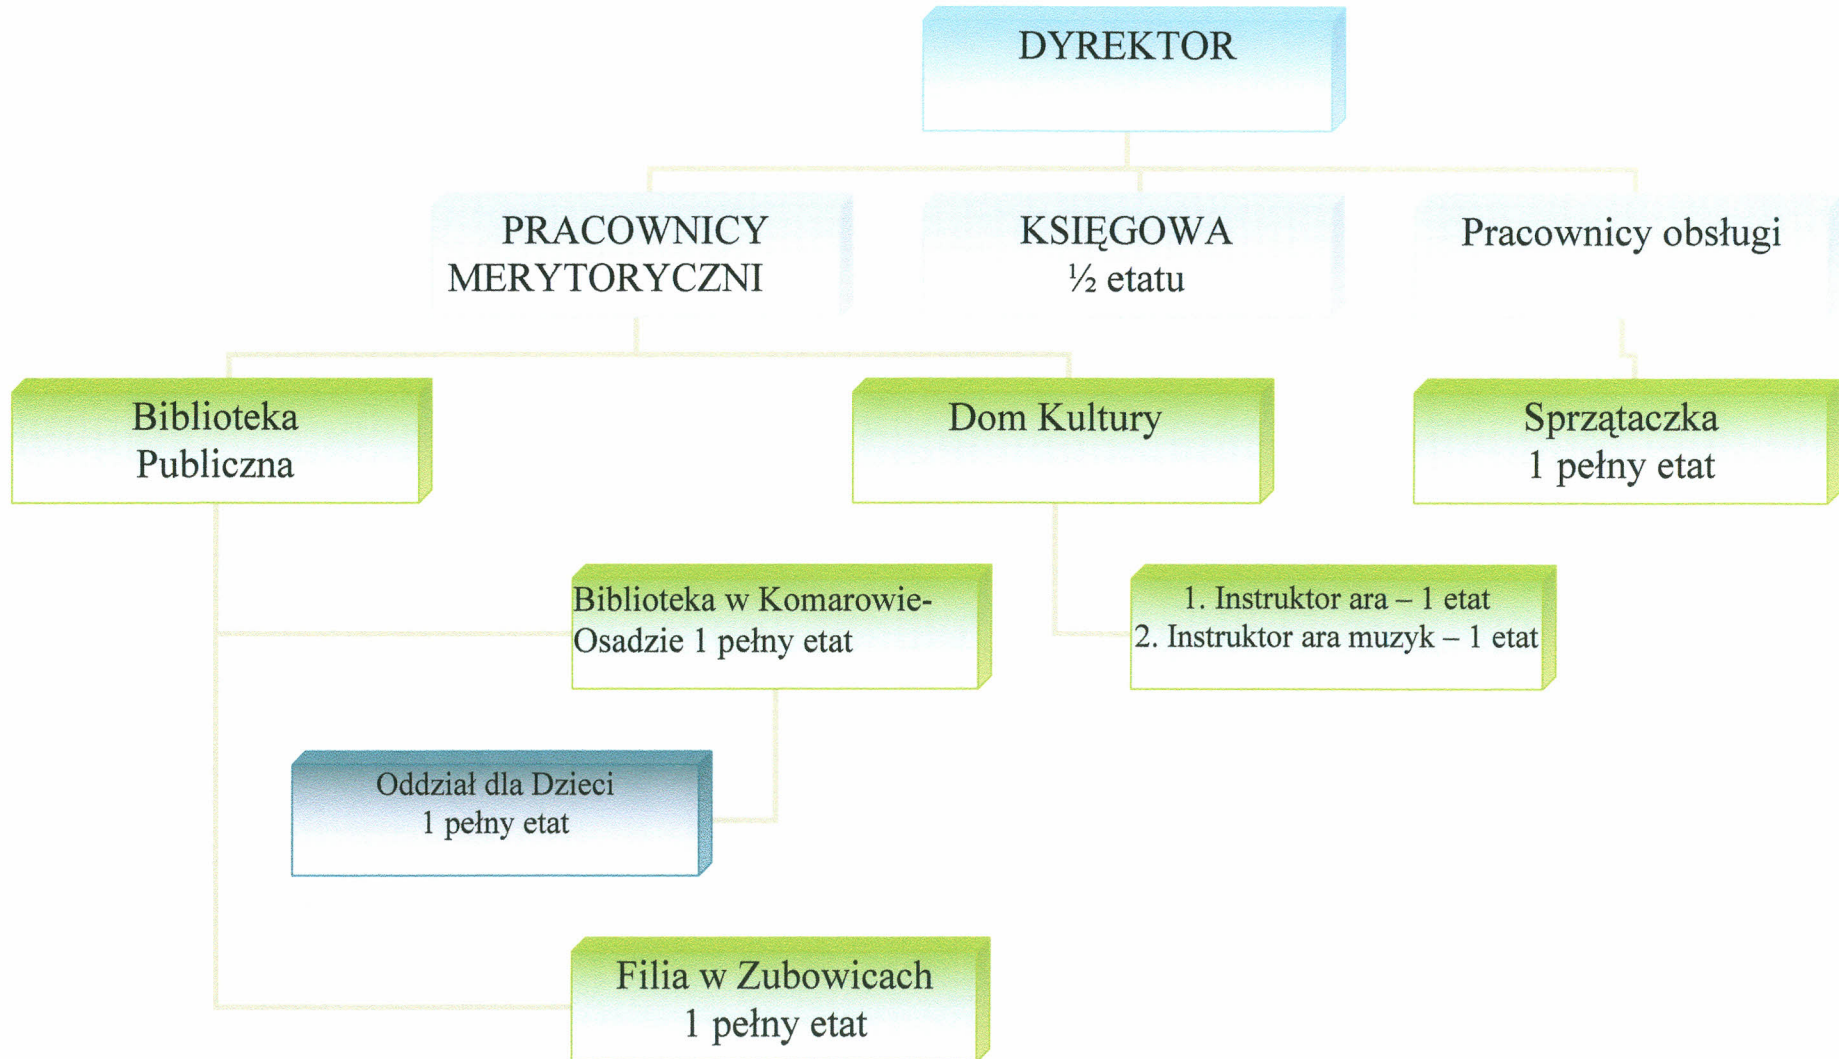 DYREKTOR
PRACOWNICY
MERYTORYCZNI
KSIĘGOWA
½ etatu
Pracownicy obsługi
Biblioteka
Publiczna
Dom Kultury
Sprzątaczka
1 pełny etat
Biblioteka w Komarowie-
Osadzie 1 pełny etat
1. Instruktor ara – 1 etat
2. Instruktor ara muzyk – 1 etat
Oddział dla Dzieci
1 pełny etat
Filia w Zubowicach
1 pełny etat